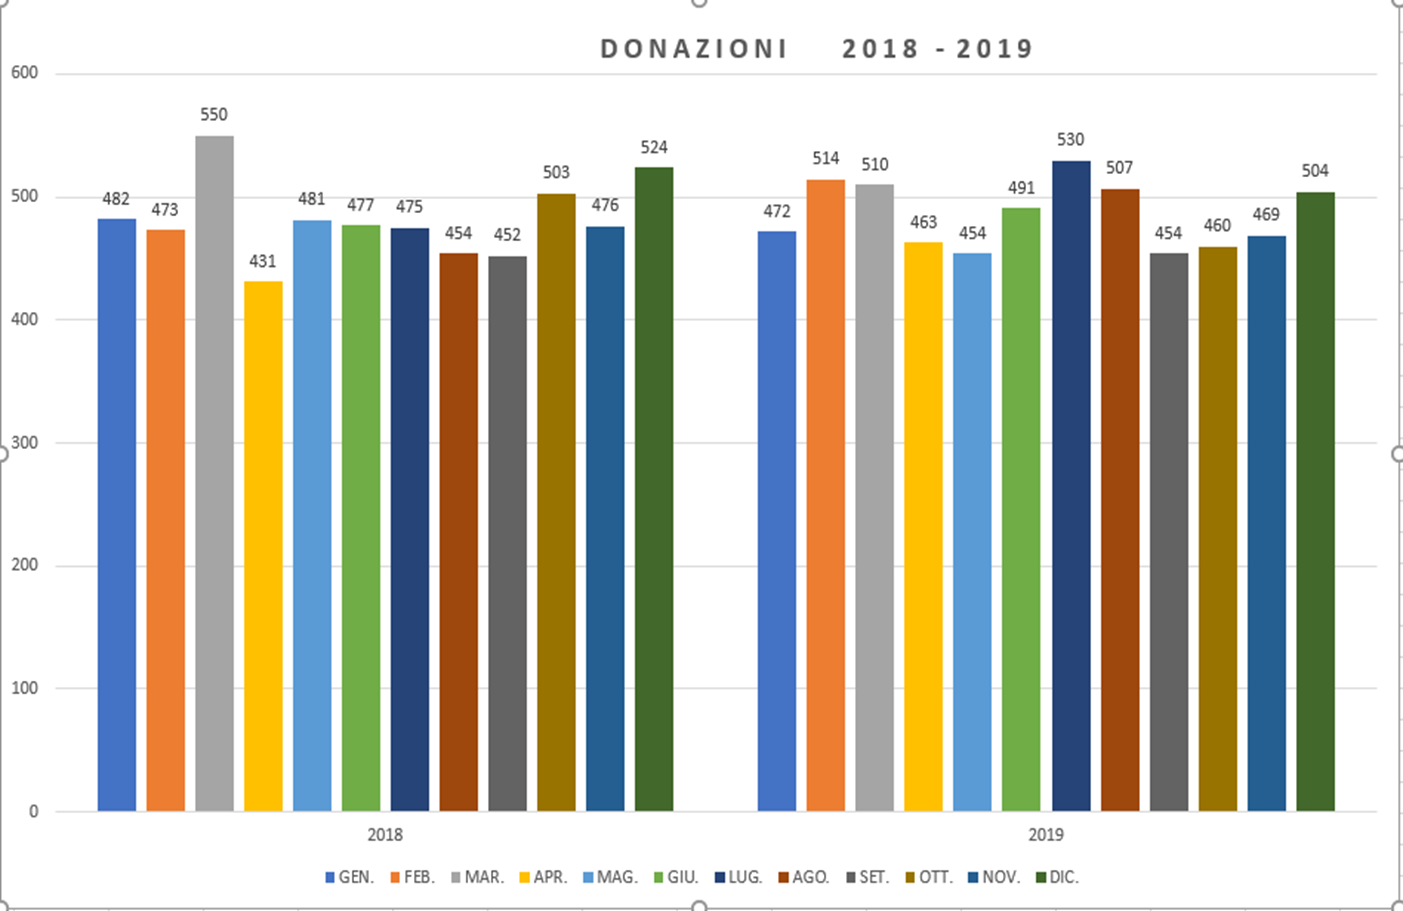 DONAZIONI 2018 - 2019
600
500
400
300
200
100
0
482 473 550 431 481 477 475 454 452 503 476 524
472 514 510 463 454 491 530 507 454 460 469 504
2018 2019
GEN. FEB. MAR. APR. MAG. GIU. LUG. AGO. SET. OTT. NOV. DIC.